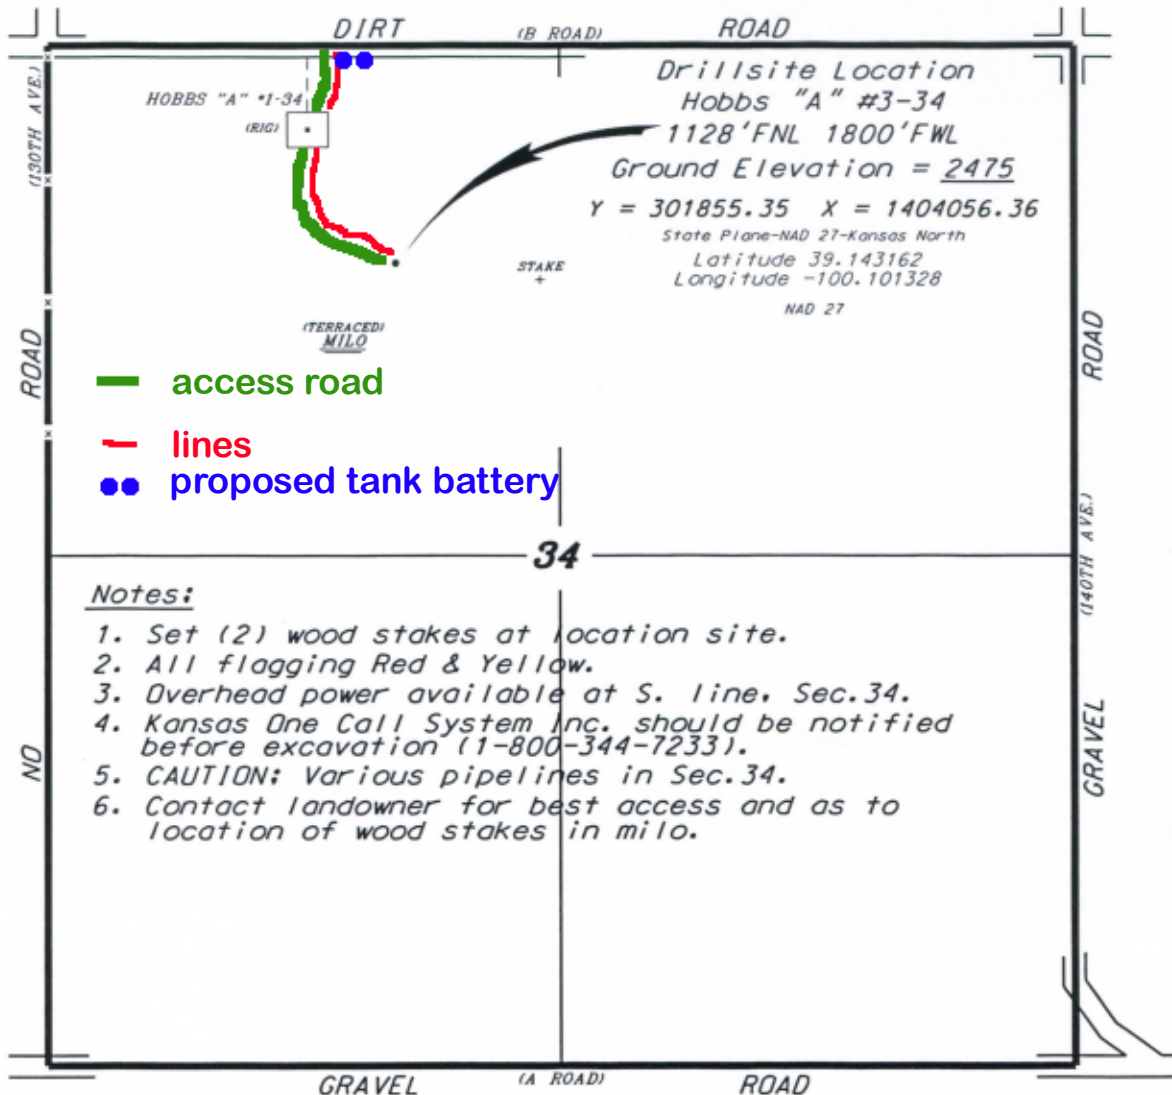 DIRT (B ROAD) ROAD
(130TH AVE.)
HOBBS "A" #1-34
(RIG)
Drillsite Location
Hobbs "A" #3-34
1128'FNL 1800'FWL
Ground Elevation = 2475
Y = 301855.35 X = 1404056.36
State Plane-NAD 27-Kansas North
Latitude 39.143162
Longitude -100.101328
NAD 27
STAKE
+
(TERRACED)
MILO
ROAD
ROAD
access road
lines
proposed tank battery
34
(140TH AVE.)
Notes:
1. Set (2) wood stakes at location site.
2. All flagging Red & Yellow.
3. Overhead power available at S. line, Sec.34.
4. Kansas One Call System Inc. should be notified
before excavation (1-800-344-7233).
5. CAUTION: Various pipelines in Sec.34.
6. Contact landowner for best access and as to
location of wood stakes in milo.
NO
GRAVEL
GRAVEL (A ROAD) ROAD